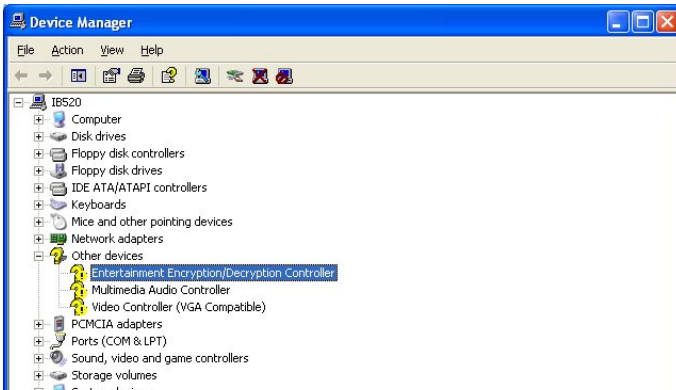 Device Manager
File Action View Help
IB520
Computer
Disk drives
Floppy disk controllers
Floppy disk drives
IDE ATA/ATAPI controllers
Keyboards
Mice and other pointing devices
Network adapters
Other devices
Entertainment Encryption/Decryption Controller
Multimedia Audio Controller
Video Controller (VGA Compatible)
PCMCIA adapters
Ports (COM & LPT)
Sound, video and game controllers
Storage volumes